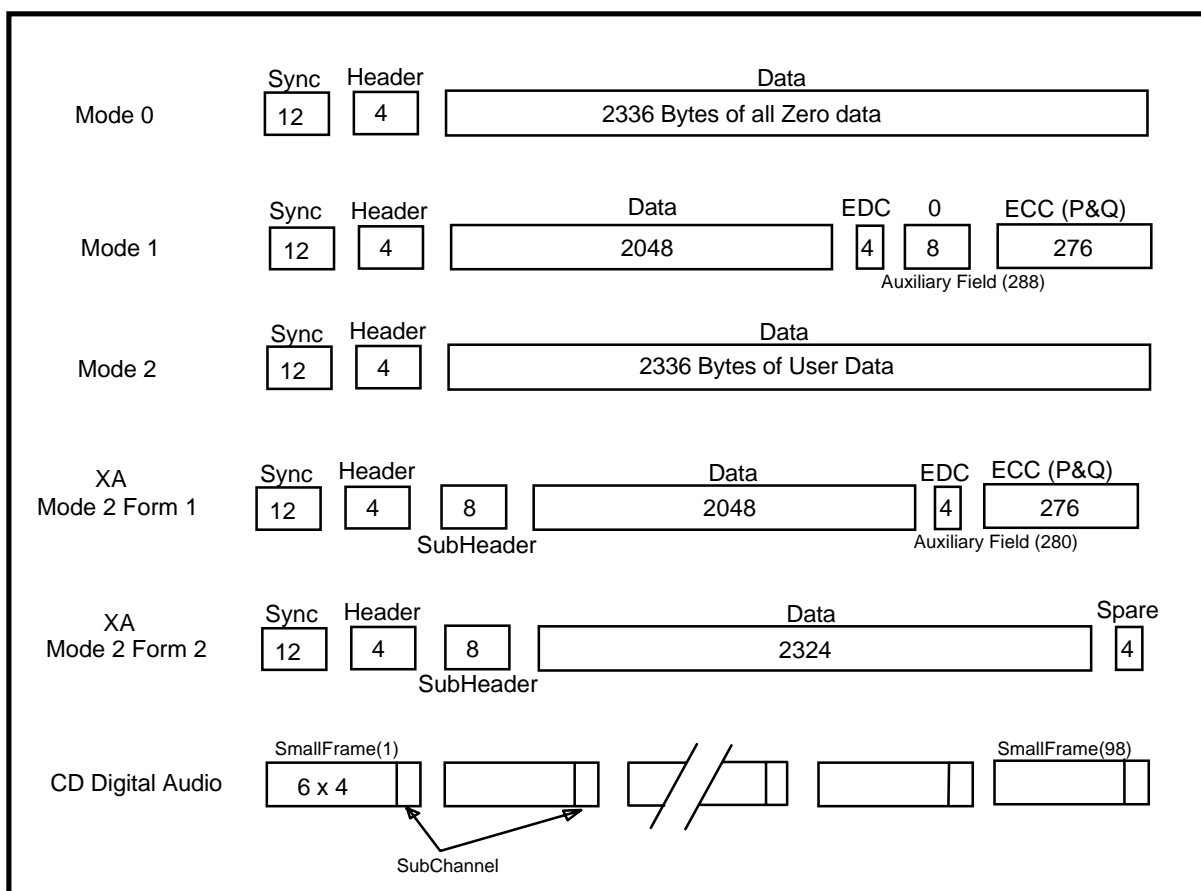 Sync Header Data
Mode 0 12 4 2336 Bytes of all Zero data
Sync Header Data EDC 0 ECC (P&Q)
Mode 1 12 4 2048 4 8 276
Auxiliary Field (288)
Sync Header Data
Mode 2 12 4 2336 Bytes of User Data
XA Sync Header Data EDC ECC (P&Q)
Mode 2 Form 1 12 4 8 2048 4 276
SubHeader Auxiliary Field (280)
XA Sync Header Data Spare
Mode 2 Form 2 12 4 8 2324 4
SubHeader
SmallFrame(1) SmallFrame(98)
CD Digital Audio 6 x 4
SubChannel